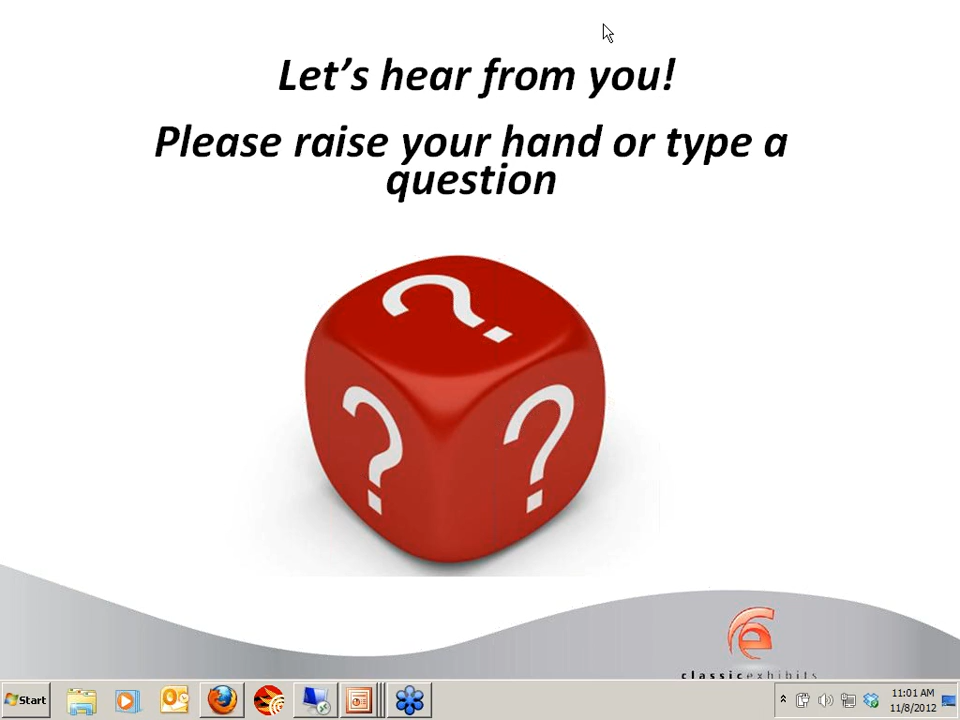 Let's hear from you!
Please raise your hand or type a
question
?
?
?
classicexhibits
Start
11:01 AM
11/8/2012